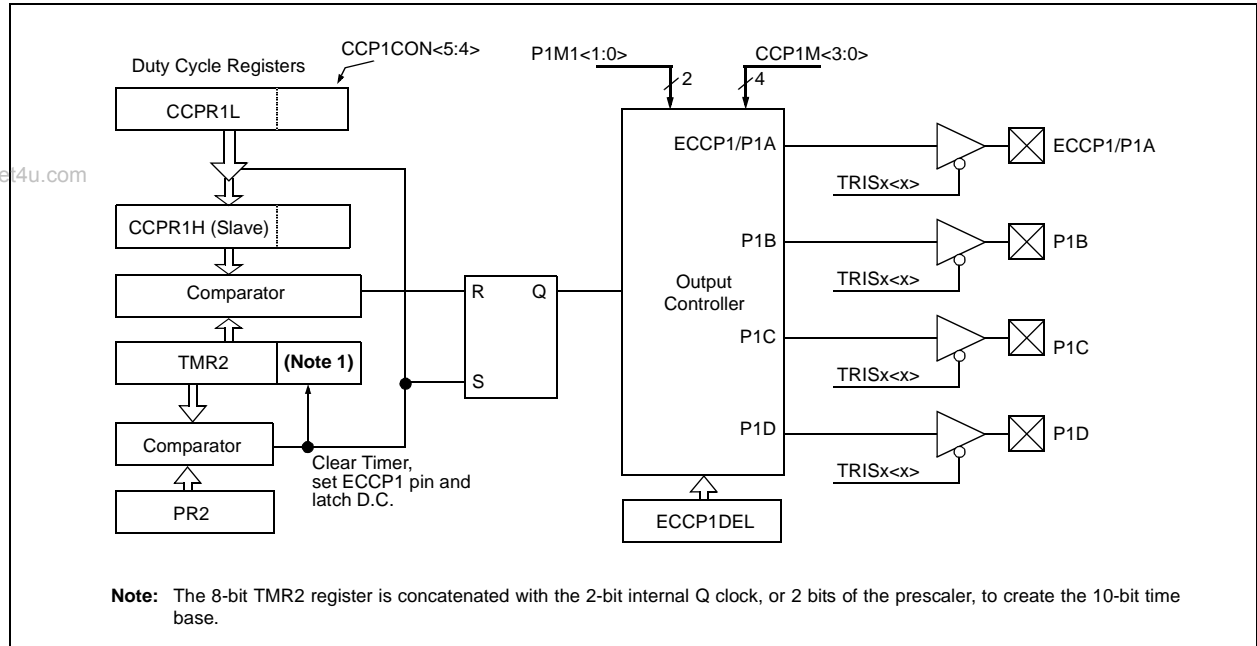 CCP1CON<5:4>
Duty Cycle Registers
CCPR1L
CCPR1H (Slave)
Comparator
TMR2
(Note 1)
Comparator
PR2
Clear Timer,
set ECCP1 pin and
latch D.C.
R
Q
S
P1M1<1:0>
2
CCP1M<3:0>
4
Output
Controller
ECCP1/P1A
P1B
P1C
P1D
ECCP1DEL
TRISx<x>
ECCP1/P1A
TRISx<x>
P1B
TRISx<x>
P1C
TRISx<x>
P1D
et4u.com
Note: The 8-bit TMR2 register is concatenated with the 2-bit internal Q clock, or 2 bits of the prescaler, to create the 10-bit time
base.